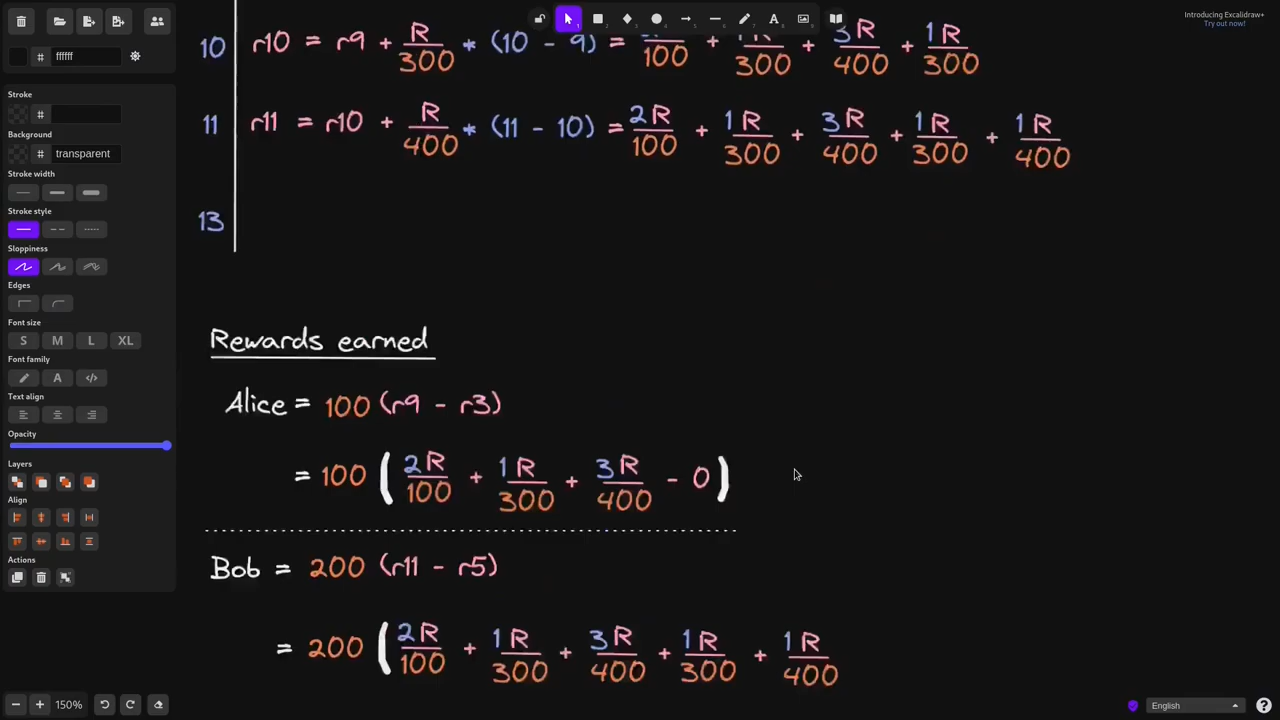 Introducing Excalidraw+
Try out now!
# ffffff
Stroke
#
Background
# transparent
Stroke width
Stroke style
Sloppiness
Edges
Font size
S M L XL
Font family
A </>
Text align
Opacity
Layers
Align
Actions
10 r10 = r9 + R/300 * (10 - 9) = /100 + R/300 + 3R/400 + 1R/300
11 r11 = r10 + R/400 * (11 - 10) = 2R/100 + 1R/300 + 3R/400 + 1R/300 + 1R/400
13
Rewards earned
Alice = 100 (r9 - r3)
= 100 ( 2R/100 + 1R/300 + 3R/400 - 0 )
Bob = 200 (r11 - r5)
= 200 ( 2R/100 + 1R/300 + 3R/400 + 1R/300 + 1R/400
- + 150%
English